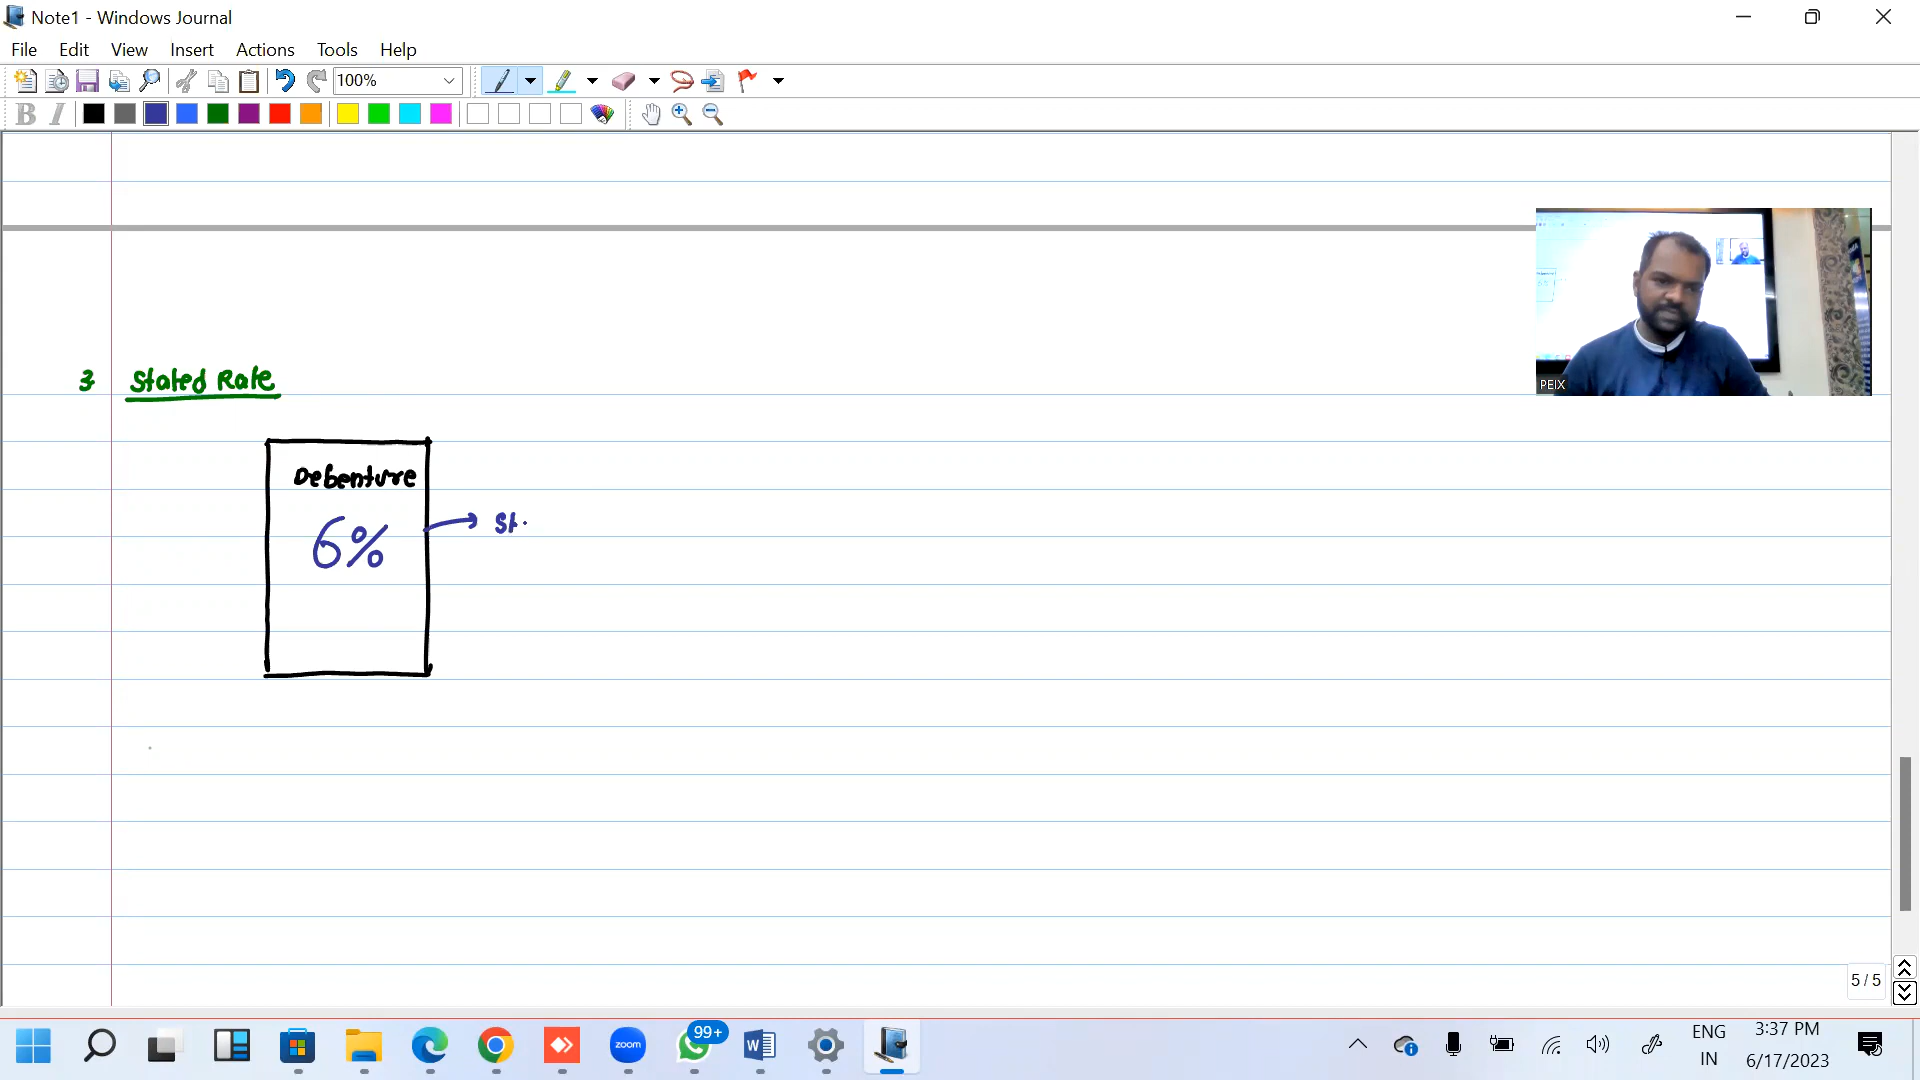 Note1 - Windows Journal
File Edit View Insert Actions Tools Help
100%
B I
PEIX
3 Stated Rate
Debenture
6% → St.
5 / 5
99+
zoom
ENG
IN
3:37 PM
6/17/2023